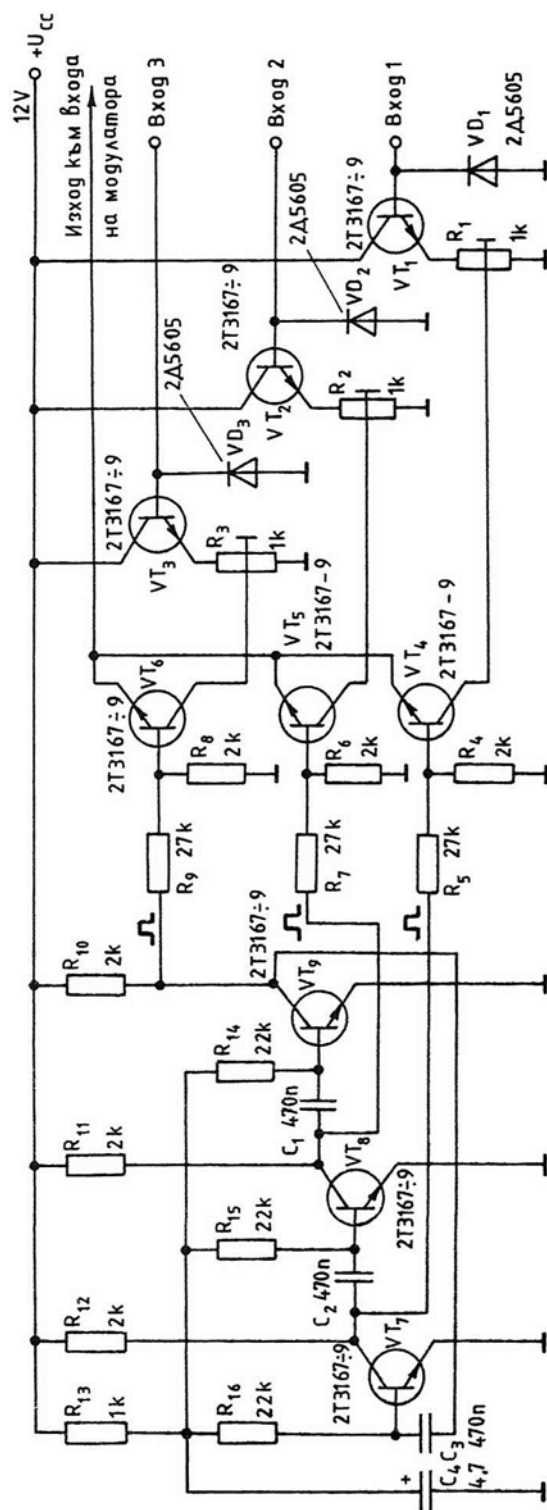 12V
+U_CC
Изход към входа
на модулатора
Вход 3
Вход 2
Вход 1
2Т3167÷9
VT1
VD1
2Д5605
R1
1k
2Т3167÷9
VT2
VD2
2Д5605
R2
1k
2Т3167÷9
VT3
VD3
2Д5605
R3
1k
VT6
2Т3167÷9
VT5
2Т3167-9
VT4
2Т3167-9
R8
2k
R6
2k
R4
2k
R9
27k
R7
27k
R5
27k
R10
2k
R14
22k
2Т3167÷9
VT9
R11
2k
C1
470n
VT8
2Т3167÷9
R15
22k
R12
2k
C2
470n
VT7
2Т3167÷9
R13
1k
R16
22k
+
C4
4,7
C3
470n